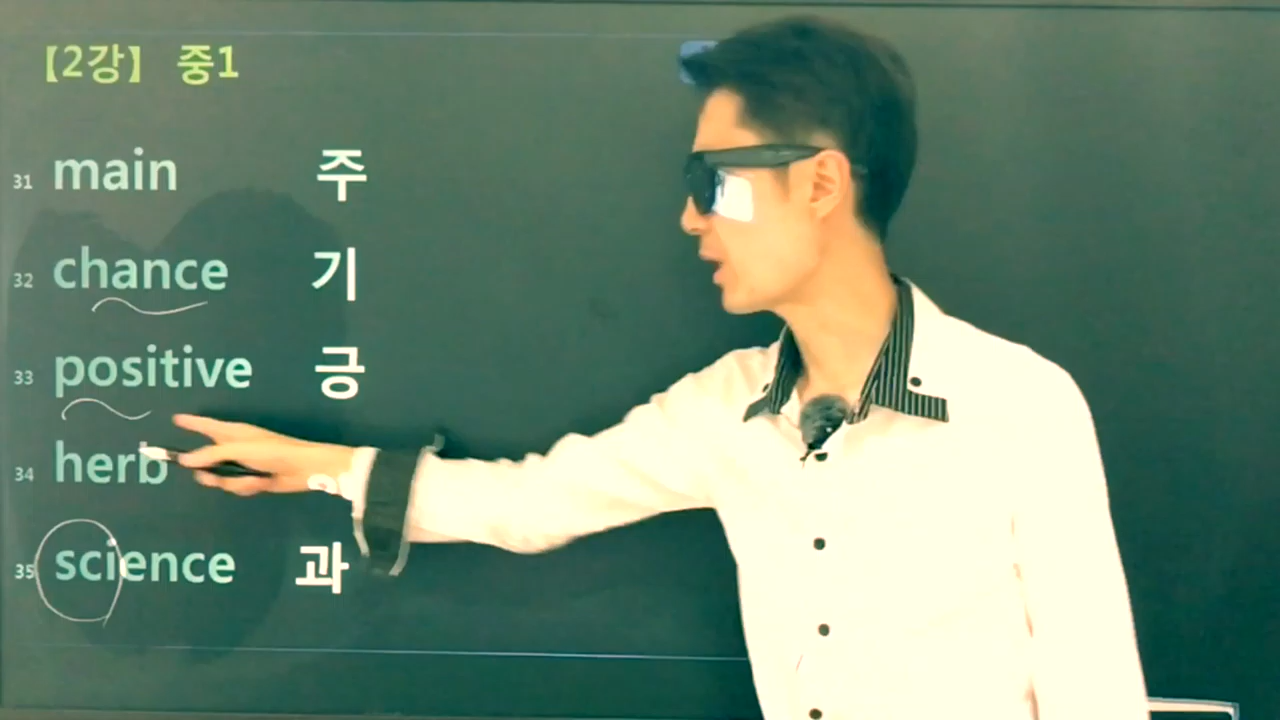 【2강】 중1
31 main 주
32 chance 기
33 positive 긍
34 herb
35 science 과